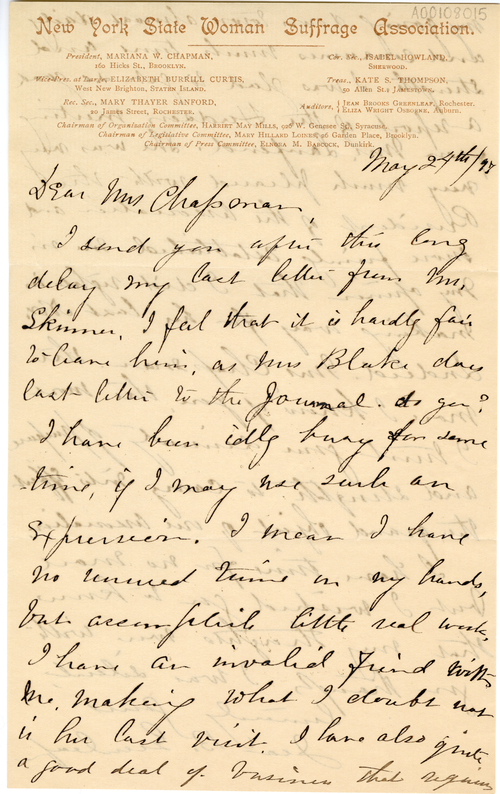 A00108015
New York State Woman Suffrage Association.
President, MARIANA W. CHAPMAN,
160 Hicks St., BROOKLYN.
Cor. Sec., ISABEL HOWLAND,
SHERWOOD.
Vice-Pres. at Large, ELIZABETH BURRILL CURTIS,
West New Brighton, STATEN ISLAND.
Treas., KATE S. THOMPSON,
50 Allen St., JAMESTOWN.
Rec. Sec., MARY THAYER SANFORD,
James Street, ROCHESTER.
Auditors, JEAN BROOKS GREENLEAF, Rochester.
ELIZA WRIGHT OSBORNE, Auburn.
Chairman of Organization Committee, HARRIET MAY MILLS, W. Genesee St., Syracuse.
Chairman of Legislative Committee, MARY HILLARD LOINES, Garden Place, Brooklyn.
Chairman of Press Committee, ELNORA M. BABCOCK, Dunkirk.
May 24th/98
Dear Mrs. Chapman,
I send you after this long
delay my last letter from Mr.
Skinner. I feel that it is hardly fair
to leave him, as Mrs Blake does
last letter to the Journal. do you?
I have been idly busy for some
time, if I may use such an
Expression. I mean I have
no unused time on my hands,
but accomplish little real work.
I have an invalid friend with
me, making what I doubt not
is her last visit. I have also quite
a good deal of business that requires